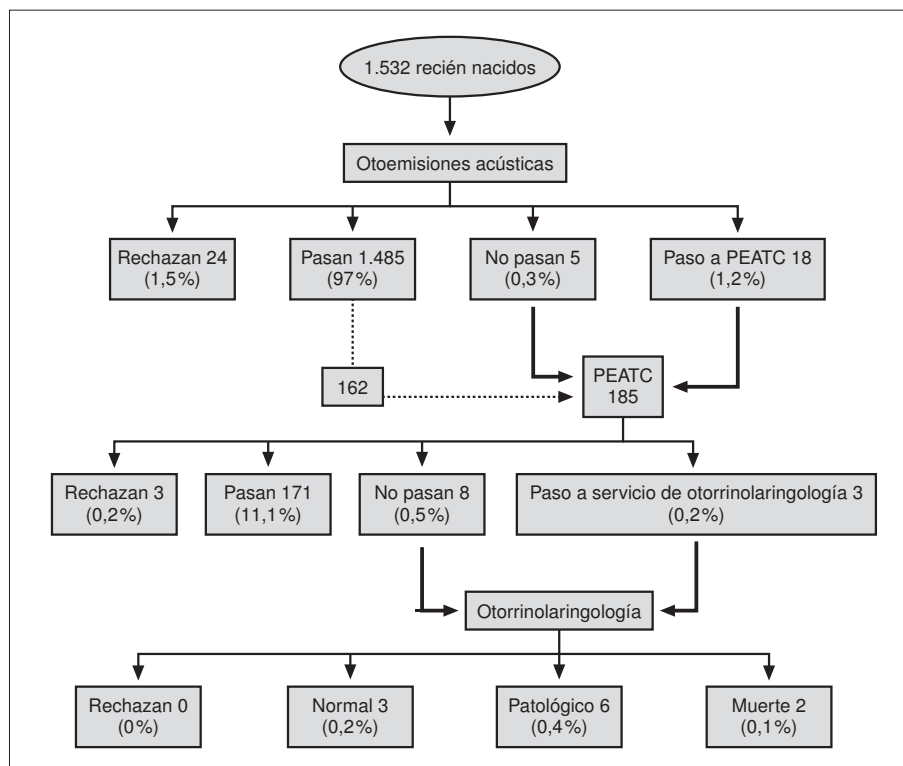 1.532 recién nacidos
Otoemisiones acústicas
Rechazan 24
(1,5%)
Pasan 1.485
(97%)
No pasan 5
(0,3%)
Paso a PEATC 18
(1,2%)
162
PEATC
185
Rechazan 3
(0,2%)
Pasan 171
(11,1%)
No pasan 8
(0,5%)
Paso a servicio de otorrinolaringología 3
(0,2%)
Otorrinolaringología
Rechazan 0
(0%)
Normal 3
(0,2%)
Patológico 6
(0,4%)
Muerte 2
(0,1%)